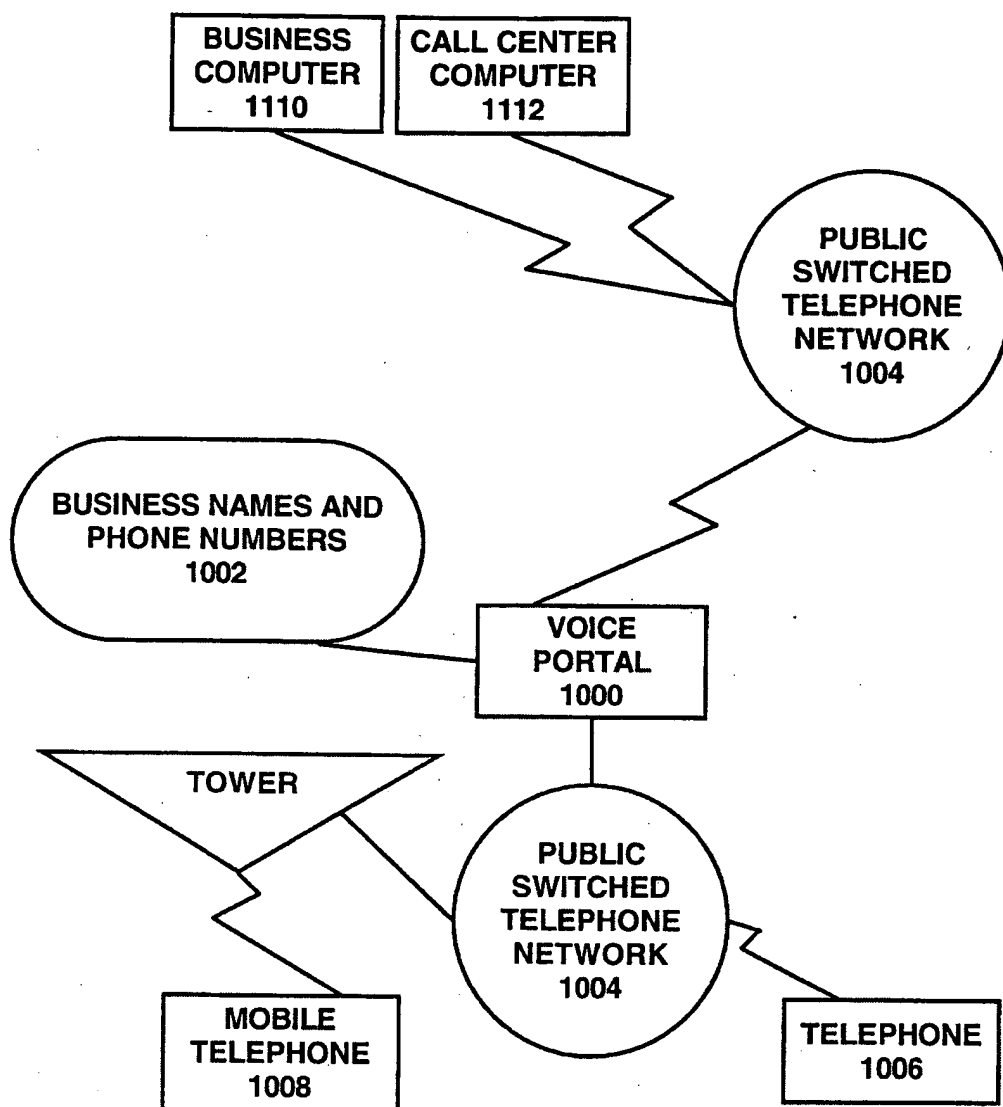 BUSINESS
COMPUTER
1110
CALL CENTER
COMPUTER
1112
PUBLIC
SWITCHED
TELEPHONE
NETWORK
1004
BUSINESS NAMES AND
PHONE NUMBERS
1002
VOICE
PORTAL
1000
TOWER
PUBLIC
SWITCHED
TELEPHONE
NETWORK
1004
MOBILE
TELEPHONE
1008
TELEPHONE
1006